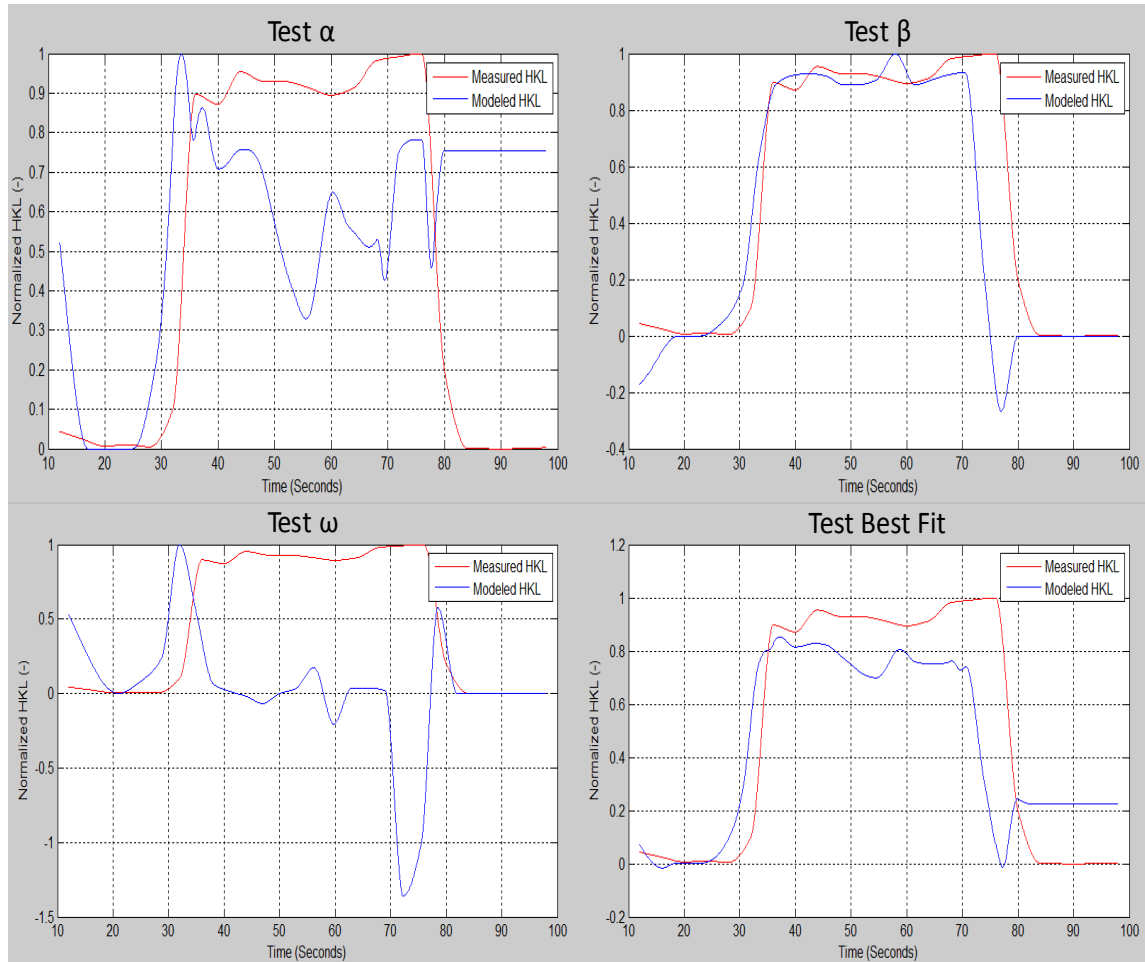 Test α
Normalized HKL (-)
1
0.9
0.8
0.7
0.6
0.5
0.4
0.3
0.2
0.1
0
10 20 30 40 50 60 70 80 90 100
Time (Seconds)
Measured HKL
Modeled HKL
Test β
Normalized HKL (-)
1
0.8
0.6
0.4
0.2
0
-0.2
-0.4
10 20 30 40 50 60 70 80 90 100
Time (Seconds)
Measured HKL
Modeled HKL
Test ω
Normalized HKL (-)
1
0.5
0
-0.5
-1
-1.5
10 20 30 40 50 60 70 80 90 100
Time (Seconds)
Measured HKL
Modeled HKL
Test Best Fit
Normalized HKL (-)
1.2
1
0.8
0.6
0.4
0.2
0
-0.2
10 20 30 40 50 60 70 80 90 100
Time (Seconds)
Measured HKL
Modeled HKL